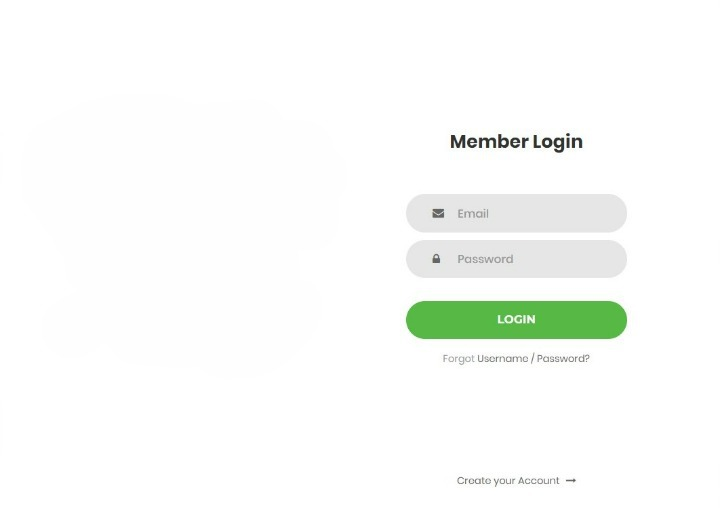 Member Login
Email
Password
LOGIN
Forgot Username / Password?
Create your Account →